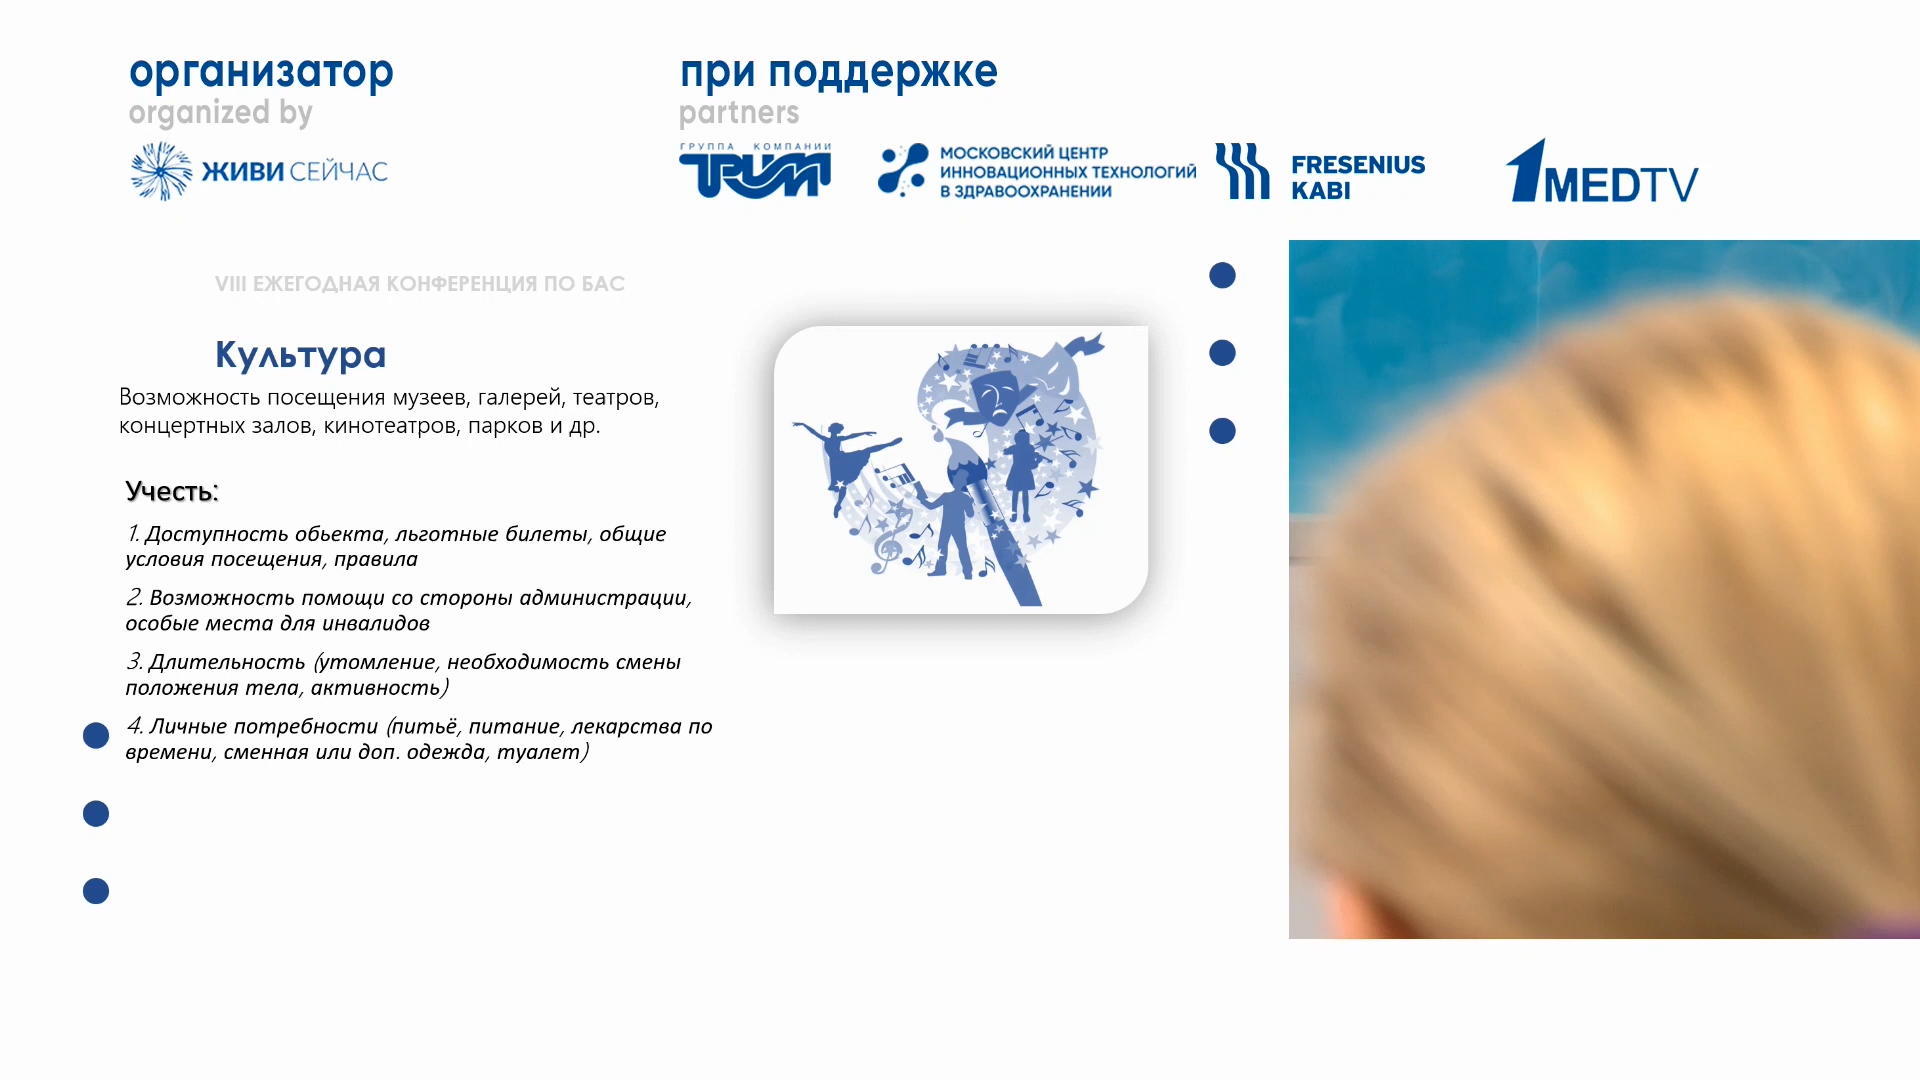 организатор
organized by
ЖИВИ СЕЙЧАС
при поддержке
partners
ГРУППА КОМПАНИИ
ТРИМ
МОСКОВСКИЙ ЦЕНТР
ИННОВАЦИОННЫХ ТЕХНОЛОГИЙ
В ЗДРАВООХРАНЕНИИ
FRESENIUS
KABI
1MEDTV
VIII ЕЖЕГОДНАЯ КОНФЕРЕНЦИЯ ПО БАС
Культура
Возможность посещения музеев, галерей, театров,
концертных залов, кинотеатров, парков и др.
Учесть:
1. Доступность обьекта, льготные билеты, общие
условия посещения, правила
2. Возможность помощи со стороны администрации,
особые места для инвалидов
3. Длительность (утомление, необходимость смены
положения тела, активность)
4. Личные потребности (питьё, питание, лекарства по
времени, сменная или доп. одежда, туалет)